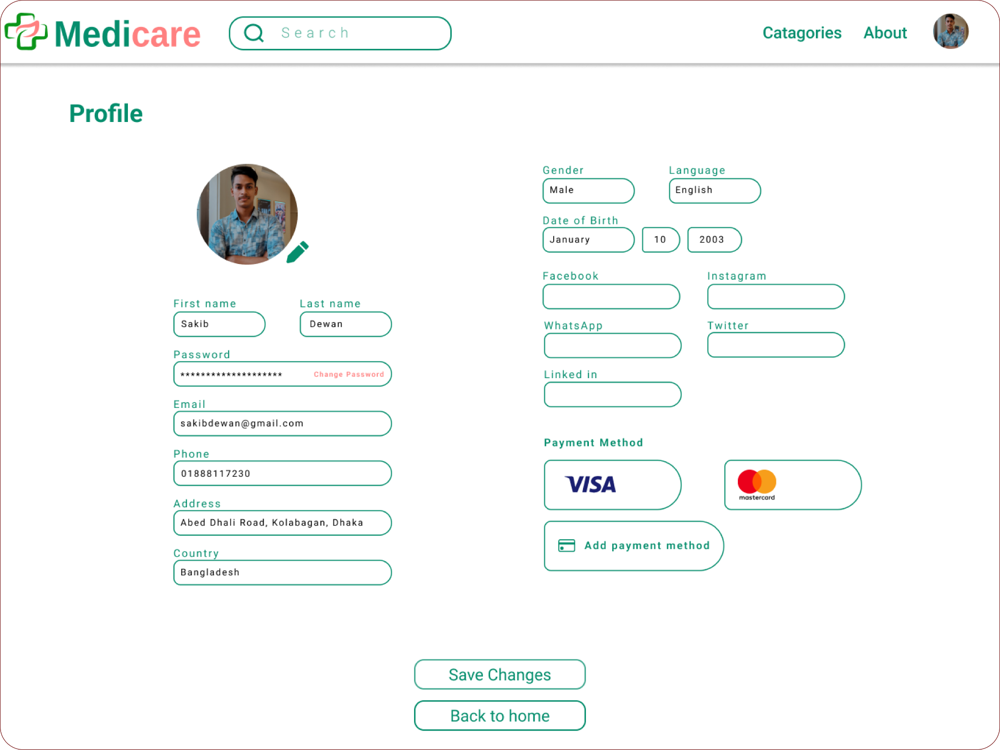 Medicare
Search
Catagories
About
Profile
First name
Last name
Sakib
Dewan
Password
********************
Change Password
Email
sakibdewan@gmail.com
Phone
01888117230
Address
Abed Dhali Road, Kolabagan, Dhaka
Country
Bangladesh
Gender
Language
Male
English
Date of Birth
January
10
2003
Facebook
Instagram
WhatsApp
Twitter
Linked in
Payment Method
VISA
mastercard
Add payment method
Save Changes
Back to home